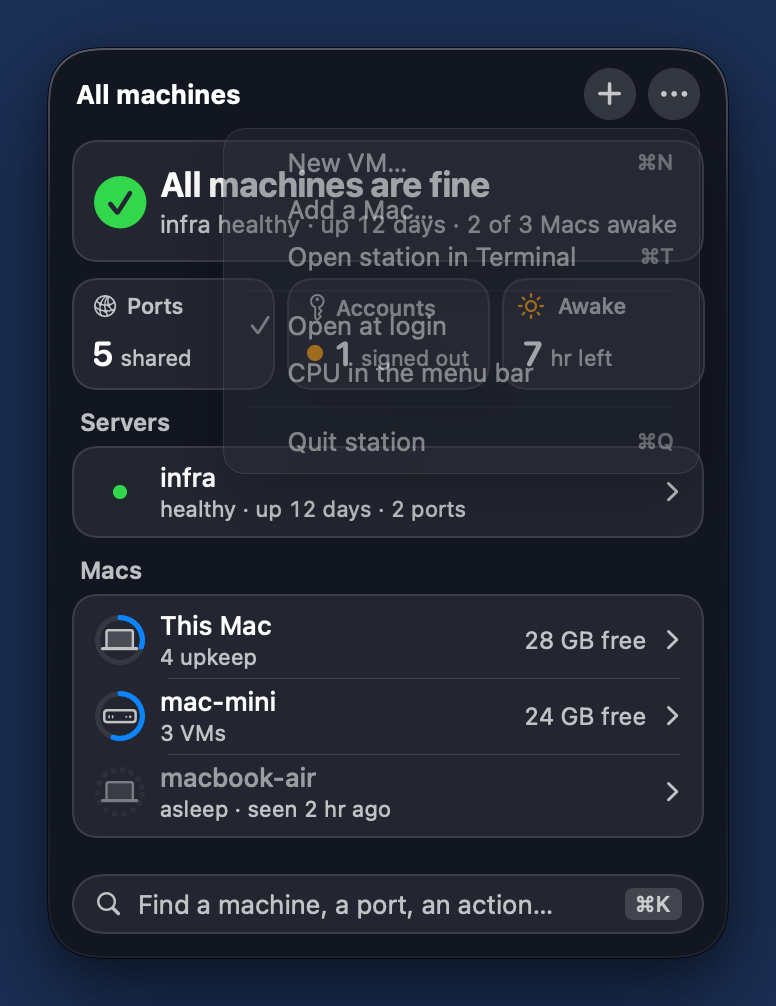 All machines
New VM... ⌘N
All machines are fine
Add a Mac...
infra healthy · up 12 days · 2 of 3 Macs awake
Open station in Terminal ⌘T
Ports
Accounts
Awake
Open at login
5 shared
1 signed out
7 hr left
CPU in the menu bar
Servers
Quit station ⌘Q
infra
healthy · up 12 days · 2 ports
Macs
This Mac
28 GB free
4 upkeep
mac-mini
24 GB free
3 VMs
macbook-air
asleep · seen 2 hr ago
Find a machine, a port, an action... ⌘K